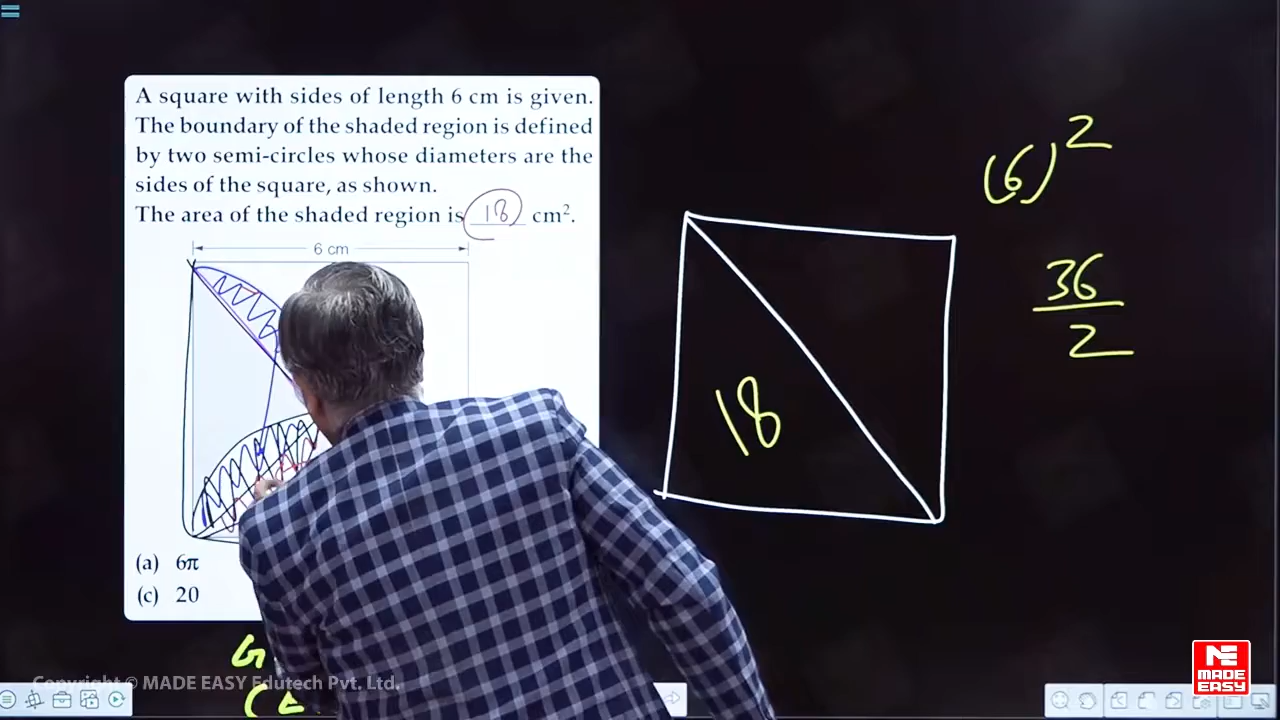 A square with sides of length 6 cm is given.
The boundary of the shaded region is defined
by two semi-circles whose diameters are the
sides of the square, as shown.
The area of the shaded region is 18 cm².
6 cm
(a) 6π
(c) 20
18
(6)²
36
2
Copyright © MADE EASY Edutech Pvt. Ltd.
MADE
EASY